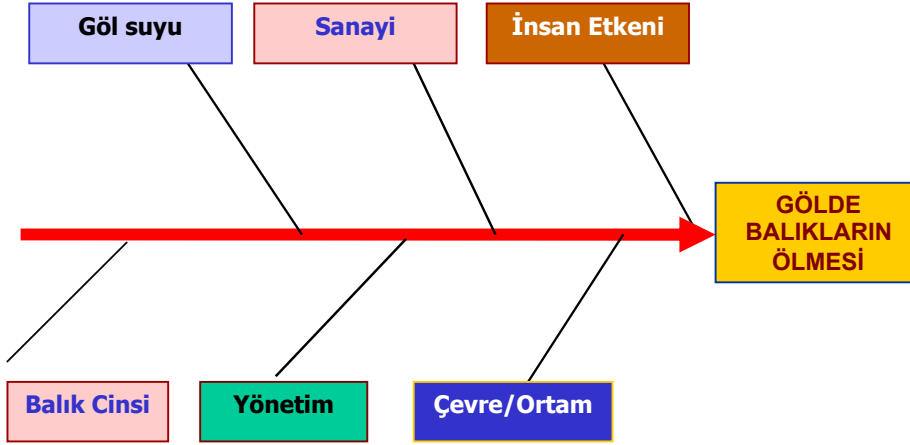 Göl suyu
Sanayi
İnsan Etkeni
GÖLDE
BALIKLARIN
ÖLMESİ
Balık Cinsi
Yönetim
Çevre/Ortam